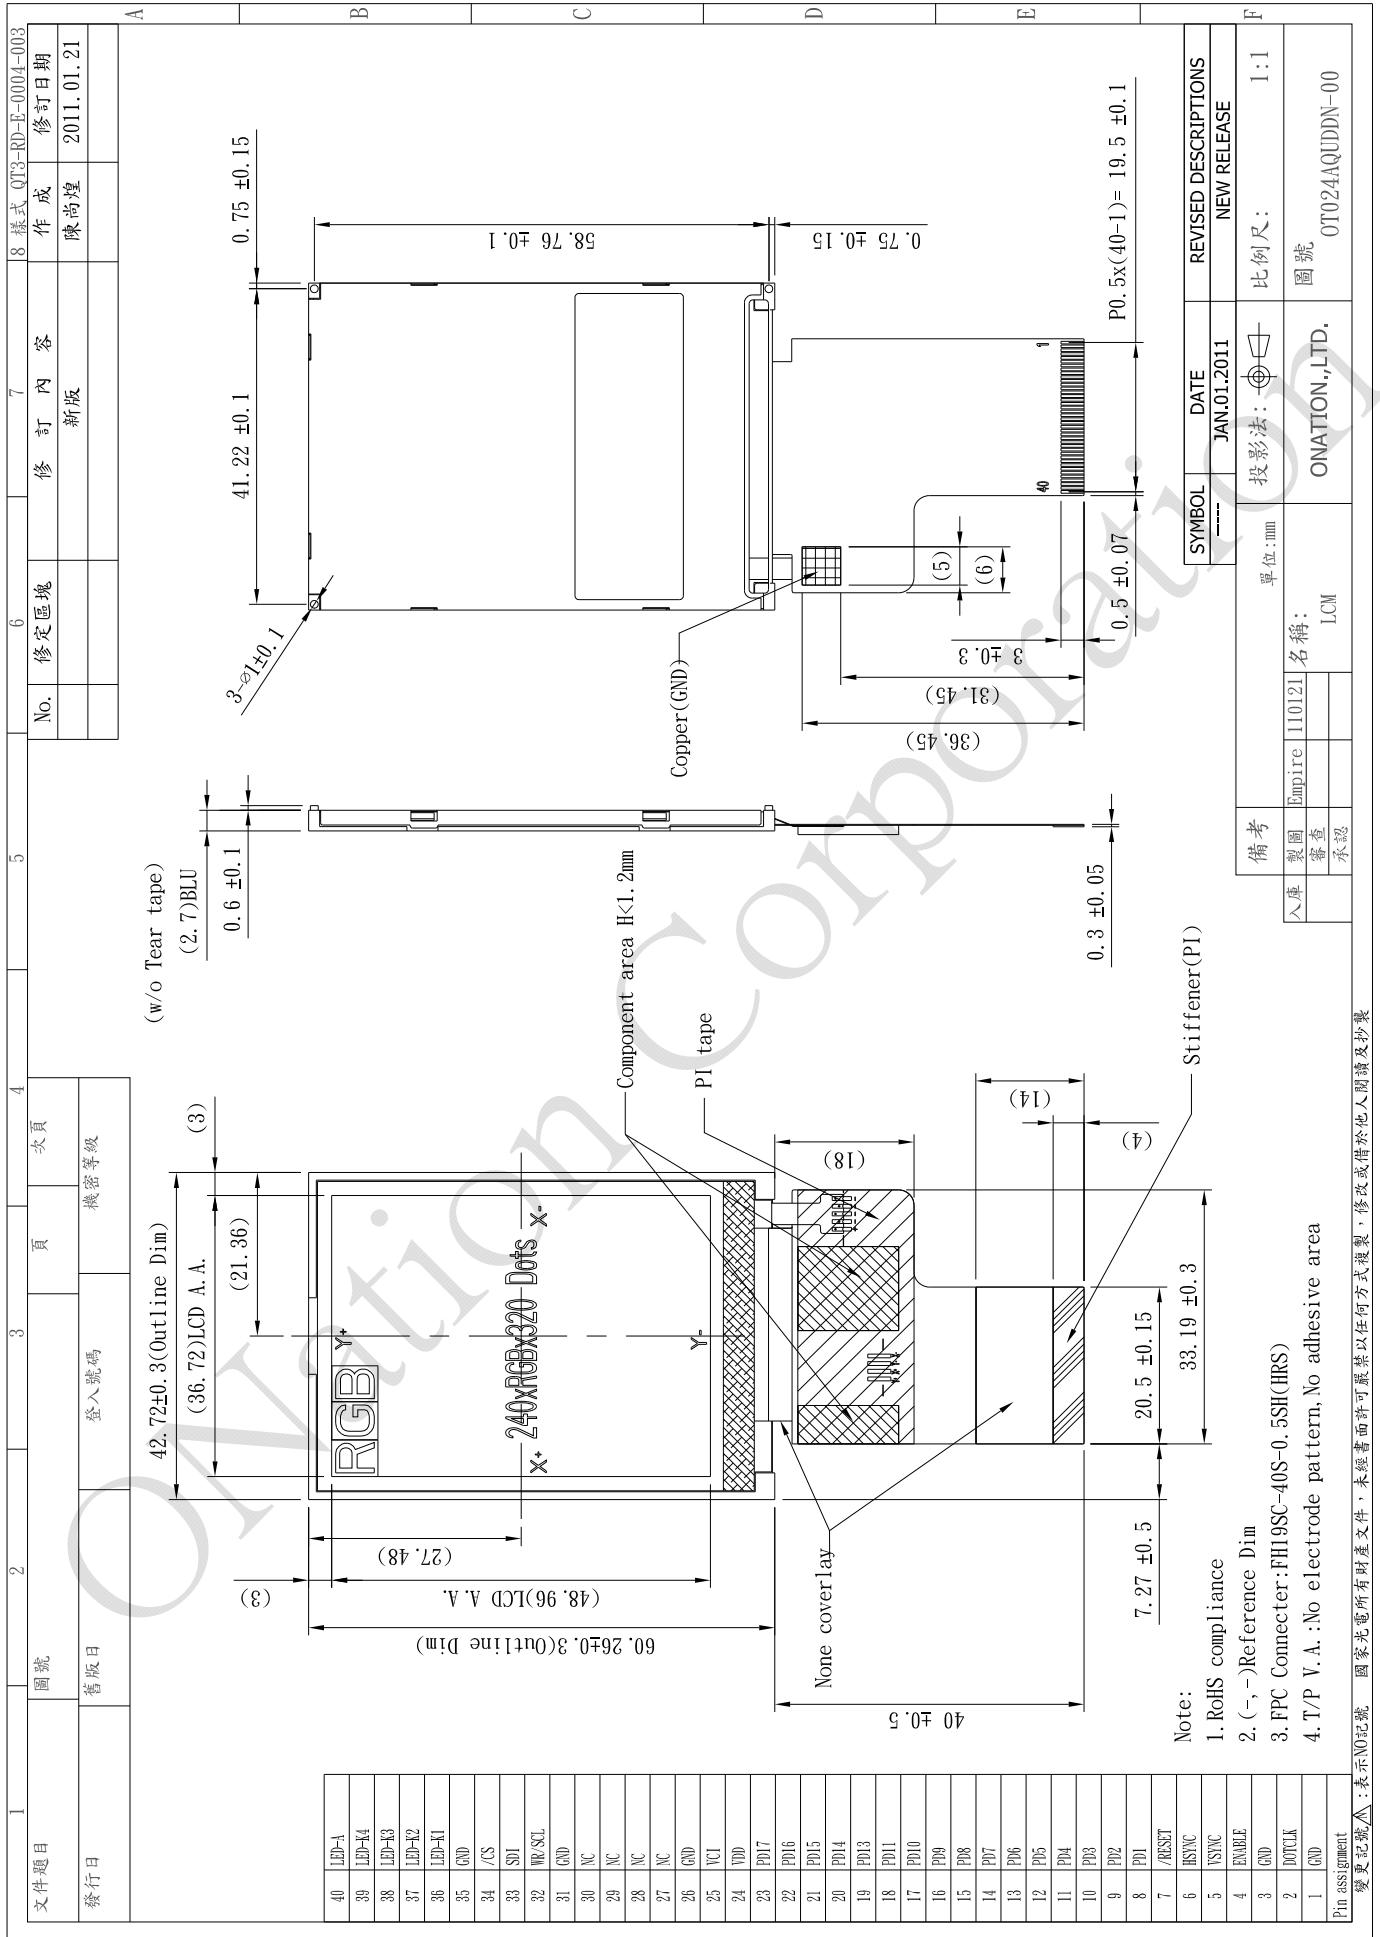 1 2 3 4 5 6 7 8
樣式 QT3-RD-E-0004-003
文件題目
圖號
頁
次頁
發行日
舊版日
登入號碼
機密等級
No. 修定區塊 修 訂 內 容 作 成 修訂日期
新版 陳尚煌 2011.01.21
A
B
C
D
E
F
42.72±0.3(Outline Dim)
(36.72)LCD A.A.
(21.36)
(3)
(3)
(27.48)
(48.96)LCD A.A.
60.26±0.3(Outline Dim)
RGB
Y+
X+ 240xRGBx320 Dots X-
Y-
(w/o Tear tape)
(2.7)BLU
0.6 ±0.1
41.22 ±0.1
0.75 ±0.15
3-⌀1±0.1
58.76 ±0.1
0.75 ±0.15
Component area H<1.2mm
PI tape
(18)
(14)
(4)
Stiffener(PI)
None coverlay
40 ±0.5
7.27 ±0.5
20.5 ±0.15
33.19 ±0.3
0.3 ±0.05
Copper(GND)
(5)
(6)
3 ±0.3
(31.45)
(36.45)
40
1
0.5 ±0.07
P0.5x(40-1)= 19.5 ±0.1
Note:
1.RoHS compliance
2.(-,-)Reference Dim
3.FPC Connecter:FH19SC-40S-0.5SH(HRS)
4.T/P V.A.:No electrode pattern,No adhesive area
40 LED-A
39 LED-K4
38 LED-K3
37 LED-K2
36 LED-K1
35 GND
34 /CS
33 SDI
32 WR/SCL
31 GND
30 NC
29 NC
28 NC
27 NC
26 GND
25 VCI
24 VDD
23 PD17
22 PD16
21 PD15
20 PD14
19 PD13
18 PD11
17 PD10
16 PD9
15 PD8
14 PD7
13 PD6
12 PD5
11 PD4
10 PD3
9 PD2
8 PD1
7 /RESET
6 HSYNC
5 VSYNC
4 ENABLE
3 GND
2 DOTCLK
1 GND
Pin assignment
SYMBOL DATE REVISED DESCRIPTIONS
---- JAN.01.2011 NEW RELEASE
備考
單位:mm
投影法:
比例尺: 1:1
入庫
製圖 Empire 110121
審查
承認
名稱:
LCM
ONATION.,LTD.
圖號
OT024AQUDDN-00
變更記號 N :表示NO記號 國家光電所有財產文件,未經書面許可嚴禁以任何方式複製,修改或借於他人閱讀及抄襲
ONation Corporation